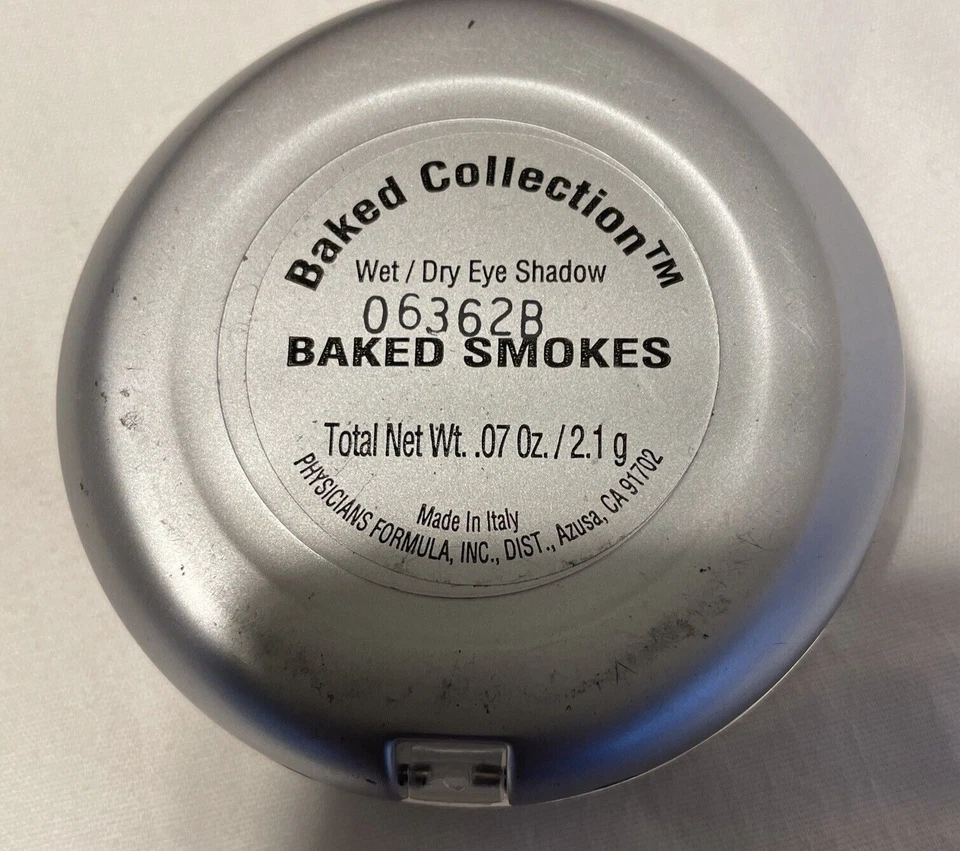 Baked Collection™
Wet / Dry Eye Shadow
06362B
BAKED SMOKES
Total Net Wt. .07 Oz. / 2.1 g
Made In Italy
PHYSICIANS FORMULA, INC., DIST., Azusa, CA 91702